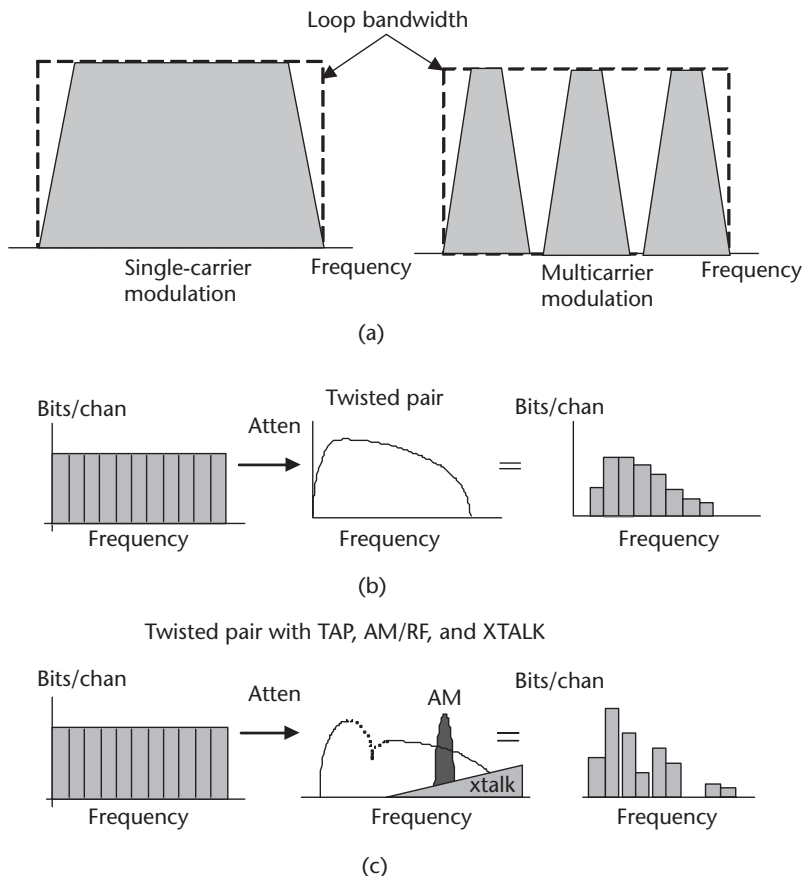 Loop bandwidth
Single-carrier
modulation
Frequency
Multicarrier
modulation
Frequency
(a)
Bits/chan
Atten
Twisted pair
=
Bits/chan
Frequency
Frequency
Frequency
(b)
Twisted pair with TAP, AM/RF, and XTALK
Bits/chan
Atten
AM
=
Bits/chan
xtalk
Frequency
Frequency
Frequency
(c)